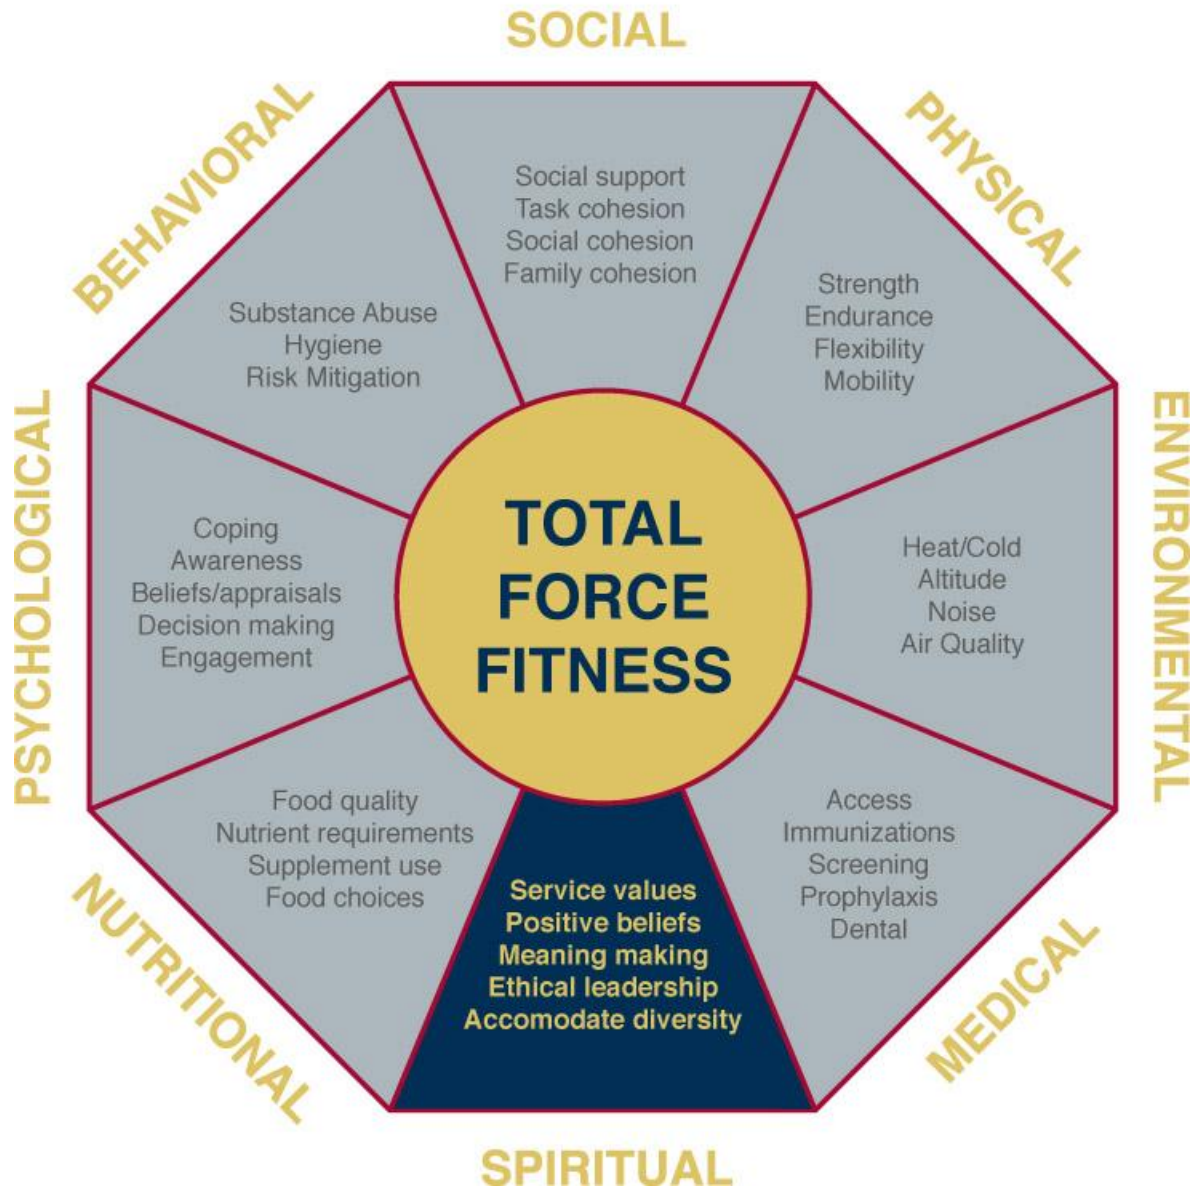 SOCIAL
Social support
Task cohesion
Social cohesion
Family cohesion
PHYSICAL
Strength
Endurance
Flexibility
Mobility
ENVIRONMENTAL
Heat/Cold
Altitude
Noise
Air Quality
MEDICAL
Access
Immunizations
Screening
Prophylaxis
Dental
SPIRITUAL
Service values
Positive beliefs
Meaning making
Ethical leadership
Accomodate diversity
NUTRITIONAL
Food quality
Nutrient requirements
Supplement use
Food choices
PSYCHOLOGICAL
Coping
Awareness
Beliefs/appraisals
Decision making
Engagement
BEHAVIORAL
Substance Abuse
Hygiene
Risk Mitigation
TOTAL
FORCE
FITNESS